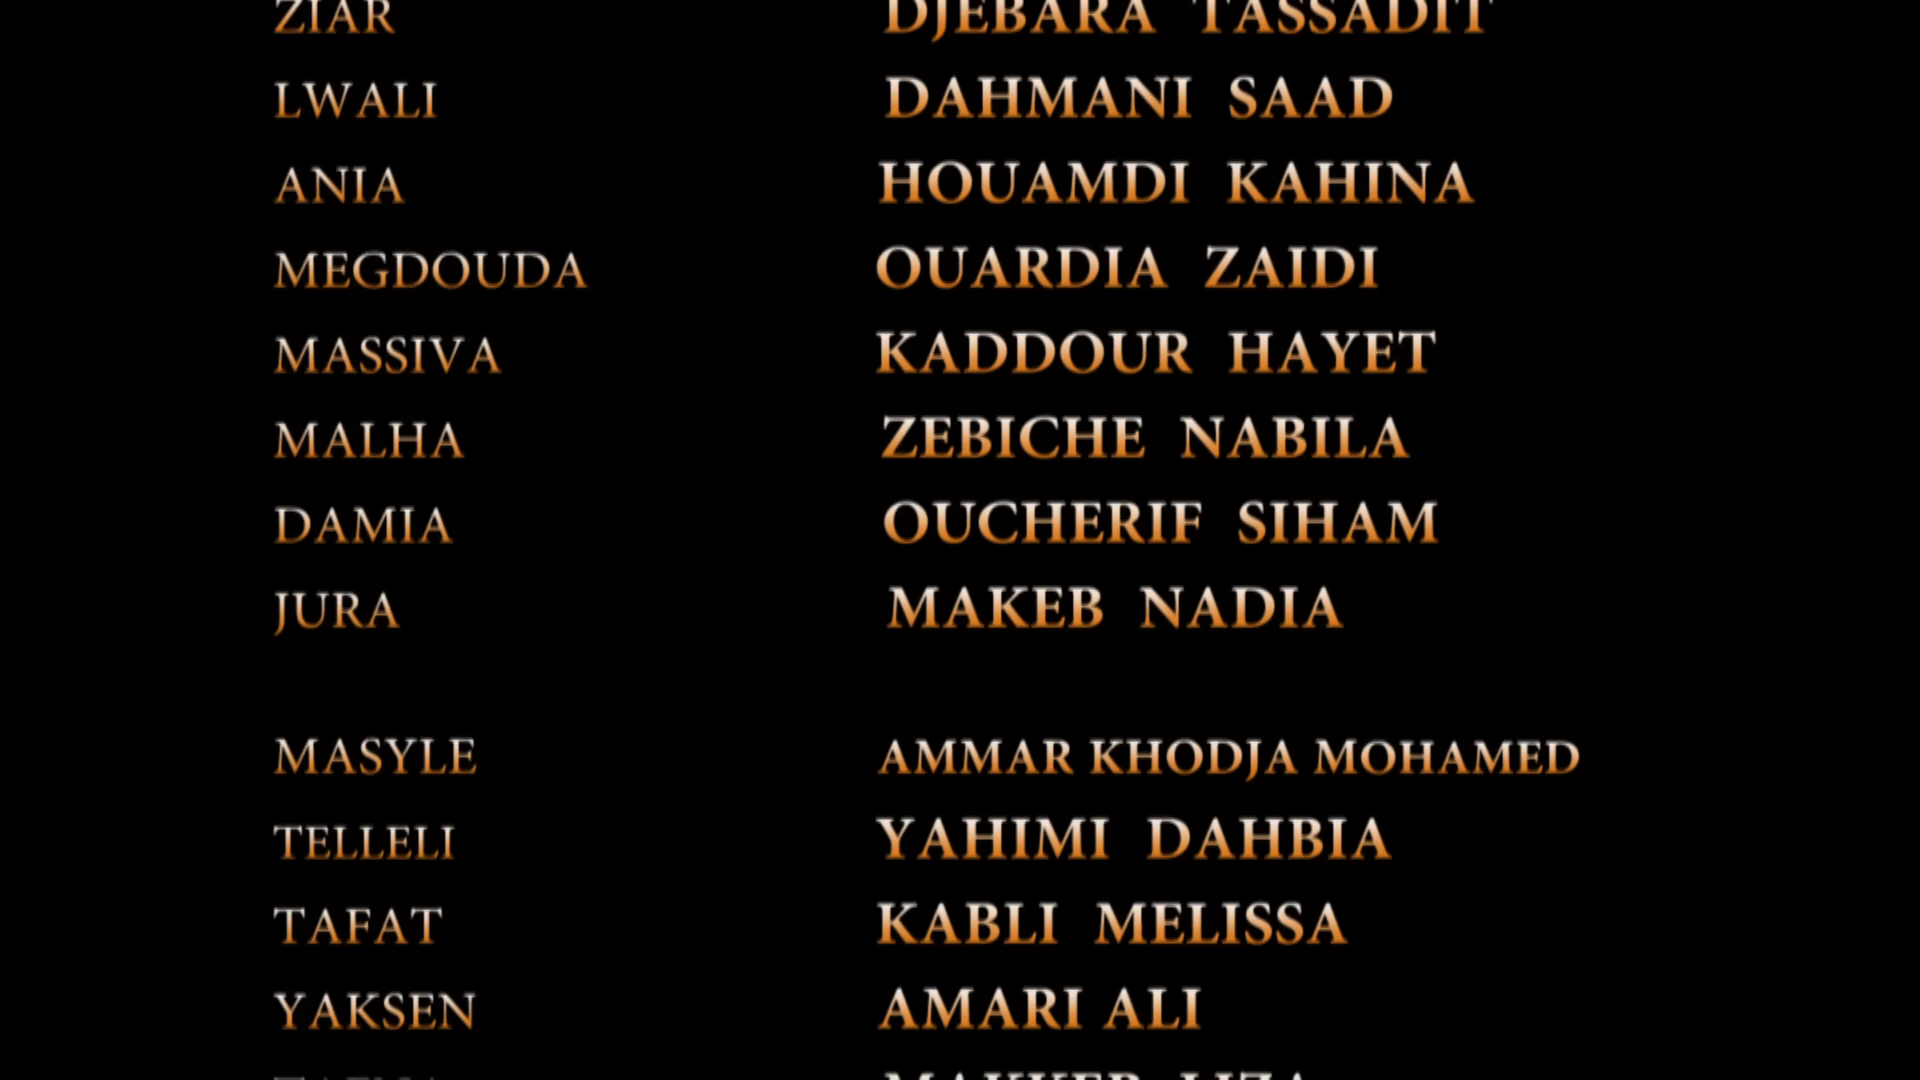 ZIAR DJEBARA TASSADIT
LWALI DAHMANI SAAD
ANIA HOUAMDI KAHINA
MEGDOUDA OUARDIA ZAIDI
MASSIVA KADDOUR HAYET
MALHA ZEBICHE NABILA
DAMIA OUCHERIF SIHAM
JURA MAKEB NADIA
MASYLE AMMAR KHODJA MOHAMED
TELLELI YAHIMI DAHBIA
TAFAT KABLI MELISSA
YAKSEN AMARI ALI